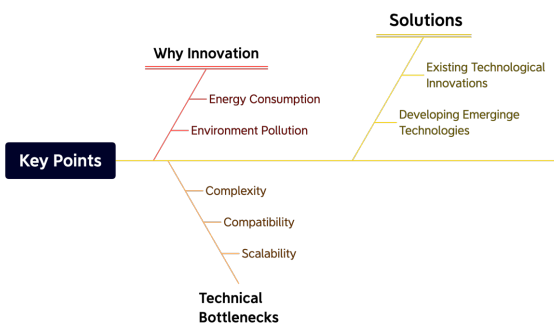 Solutions
Why Innovation
Existing Technological
Innovations
Energy Consumption
Developing Emerginge
Technologies
Environment Pollution
Key Points
Complexity
Compatibility
Scalability
Technical
Bottlenecks